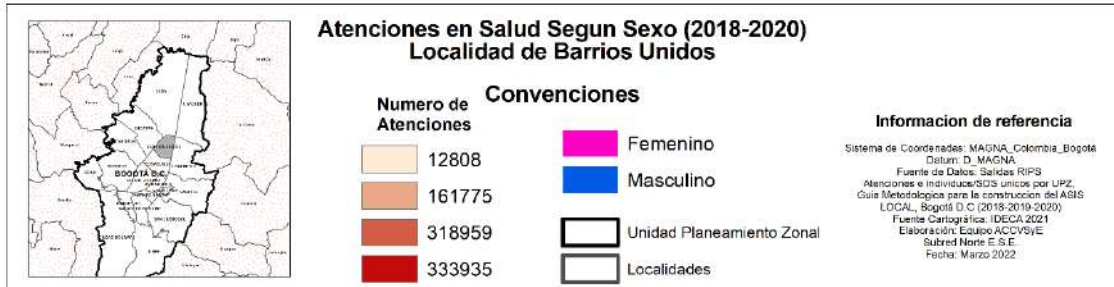 Atenciones en Salud Segun Sexo (2018-2020)
Localidad de Barrios Unidos
Convenciones
Numero de
Atenciones
12808
161775
318959
333935
Femenino
Masculino
Unidad Planeamiento Zonal
Localidades
Informacion de referencia
Sistema de Coordenadas: MAGNA_Colombia_Bogotá
Datum: D_MAGNA
Fuente de Datos: Salidas RIPS
Atenciones e individuos/SDS unicos por UPZ,
Guia Metodologica para la construccion del ASIS
LOCAL, Bogotá D.C (2018-2019-2020)
Fuente Cartográfica: IDECA 2021
Elaboración: Equipo ACCVSyE
Subred Norte E.S.E.
Fecha: Marzo 2022
BOGOTÁ D.C.